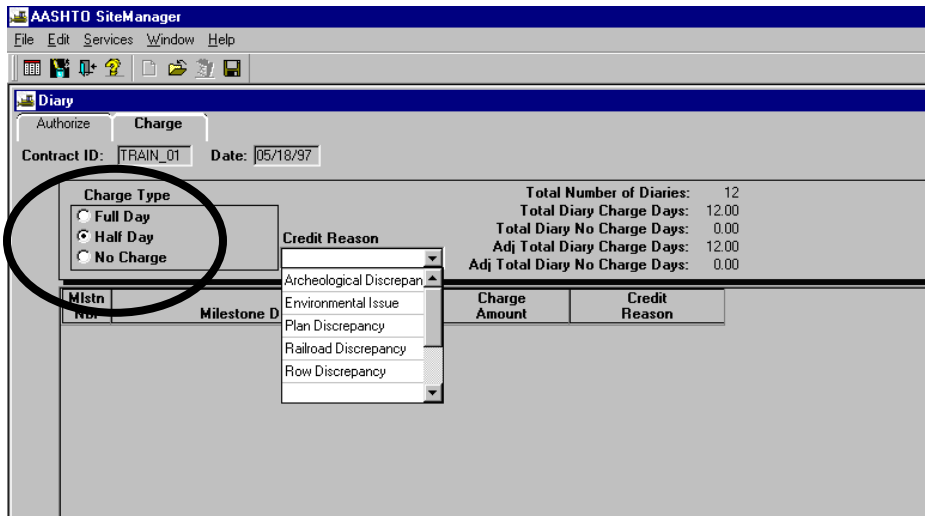 AASHTO SiteManager
File Edit Services Window Help
Diary
Authorize Charge
Contract ID: TRAIN_01 Date: 05/18/97
Charge Type
Full Day
Half Day
No Charge
Credit Reason
Archeological Discrepan
Environmental Issue
Plan Discrepancy
Railroad Discrepancy
Row Discrepancy
Total Number of Diaries: 12
Total Diary Charge Days: 12.00
Total Diary No Charge Days: 0.00
Adj Total Diary Charge Days: 12.00
Adj Total Diary No Charge Days: 0.00
Mlstn Charge Credit
Nbr Milestone D Amount Reason